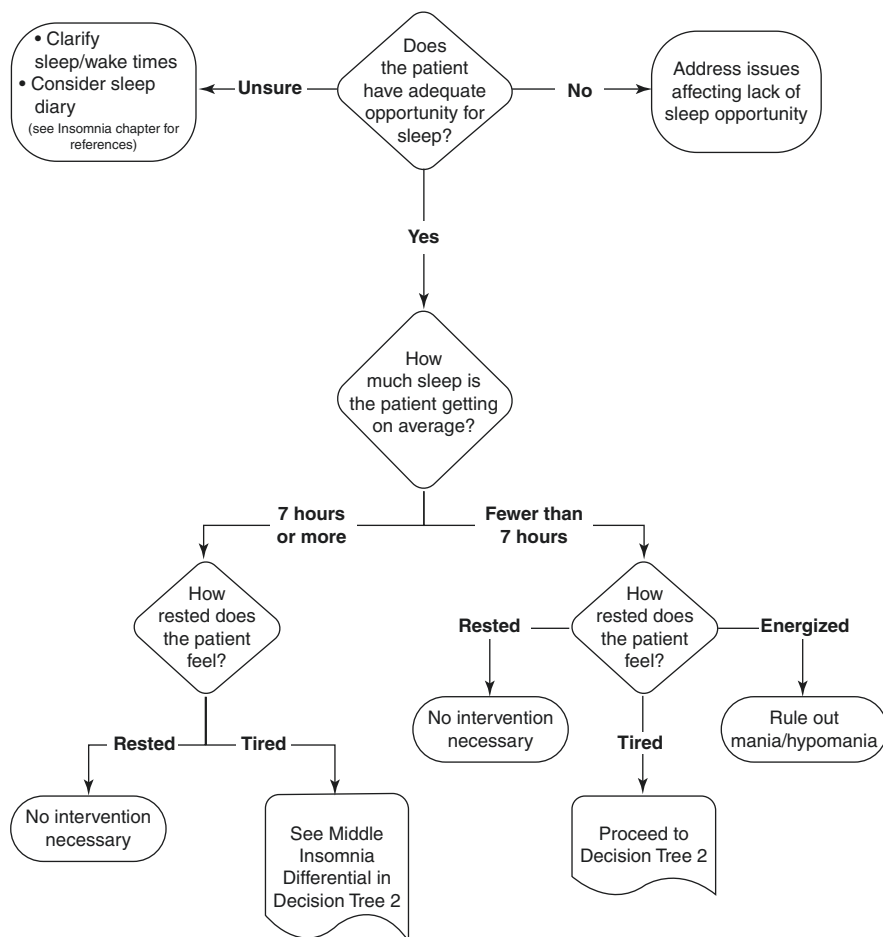 • Clarify
sleep/wake times
• Consider sleep
diary
(see Insomnia chapter for
references)
Unsure
Does
the patient
have adequate
opportunity for
sleep?
No
Address issues
affecting lack of
sleep opportunity
Yes
How
much sleep is
the patient getting
on average?
7 hours
or more
Fewer than
7 hours
How
rested does
the patient
feel?
Rested
Tired
No intervention
necessary
See Middle
Insomnia
Differential in
Decision Tree 2
How
rested does
the patient
feel?
Rested
Energized
No intervention
necessary
Tired
Rule out
mania/hypomania
Proceed to
Decision Tree 2